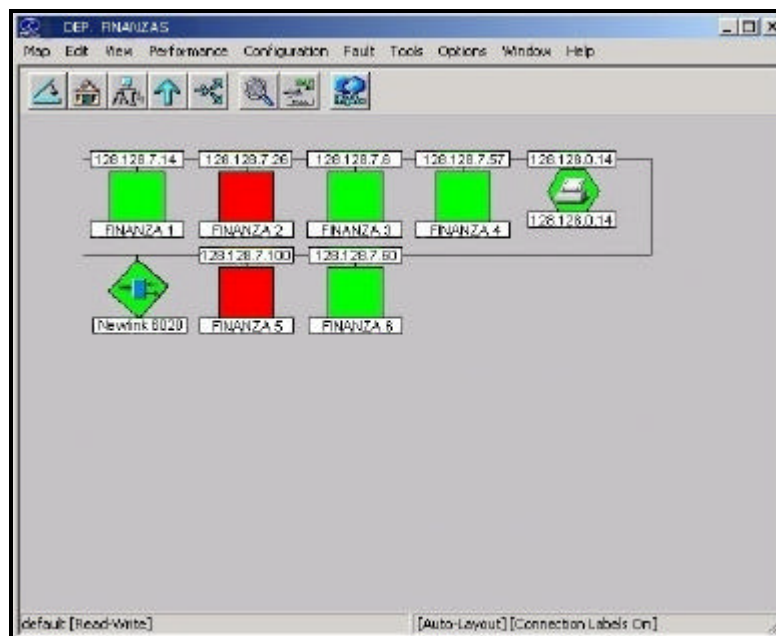 DEP. FINANZAS
Map Edit View Performance Configuration Fault Tools Options Window Help
128.128.7.14 128.128.7.26 128.128.7.6 128.128.7.57 128.128.0.14
FINANZA 1 FINANZA 2 FINANZA 3 FINANZA 4 128.128.0.14
128.128.7.100 128.128.7.60
Newlink 8020 FINANZA 5 FINANZA 6
default [Read-Write] [Auto-Layout] [Connection Labels On]